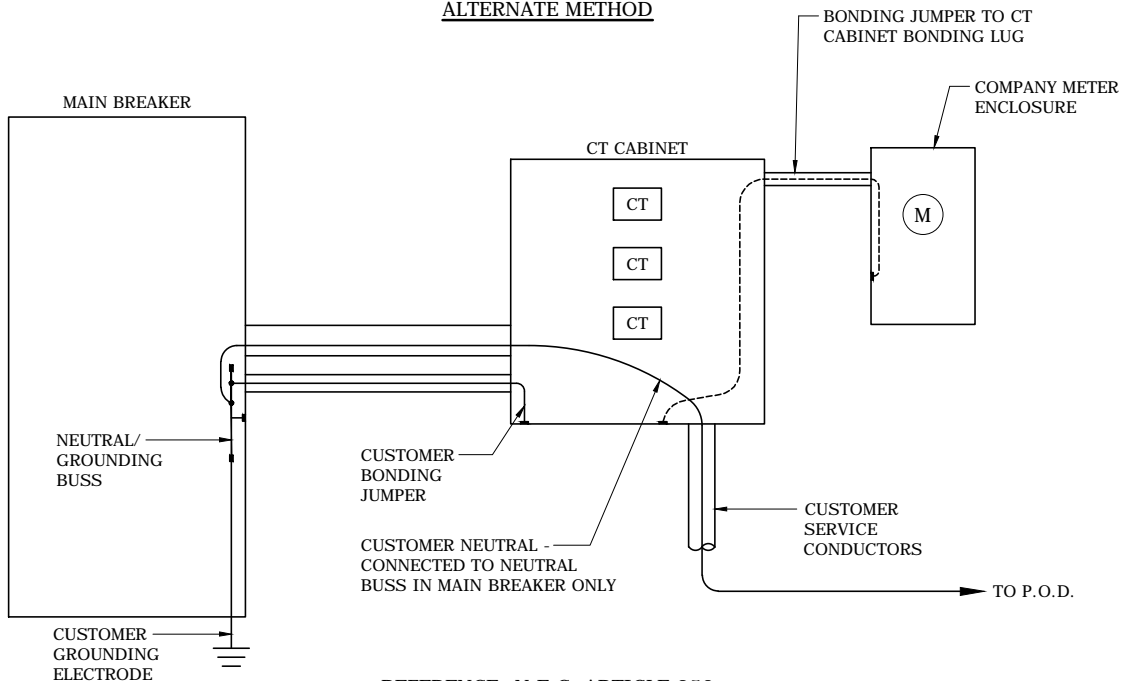 ALTERNATE METHOD
BONDING JUMPER TO CT
CABINET BONDING LUG
COMPANY METER
ENCLOSURE
MAIN BREAKER
CT CABINET
CT
CT
CT
M
NEUTRAL/
GROUNDING
BUSS
CUSTOMER
BONDING
JUMPER
CUSTOMER NEUTRAL -
CONNECTED TO NEUTRAL
BUSS IN MAIN BREAKER ONLY
CUSTOMER
SERVICE
CONDUCTORS
TO P.O.D.
CUSTOMER
GROUNDING
ELECTRODE